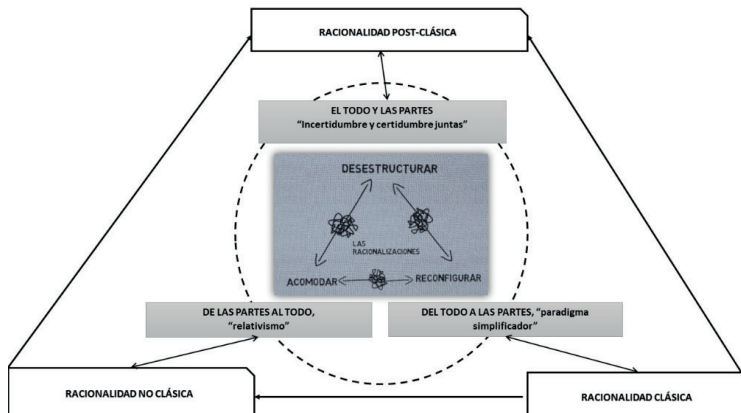 RACIONALIDAD POST-CLÁSICA
EL TODO Y LAS PARTES
“Incertidumbre y certidumbre juntas”
DESESTRUCTURAR
LAS
RACIONALIZACIONES
ACOMODAR
RECONFIGURAR
DE LAS PARTES AL TODO,
“relativismo”
DEL TODO A LAS PARTES, “paradigma
simplificador”
RACIONALIDAD NO CLÁSICA
RACIONALIDAD CLÁSICA